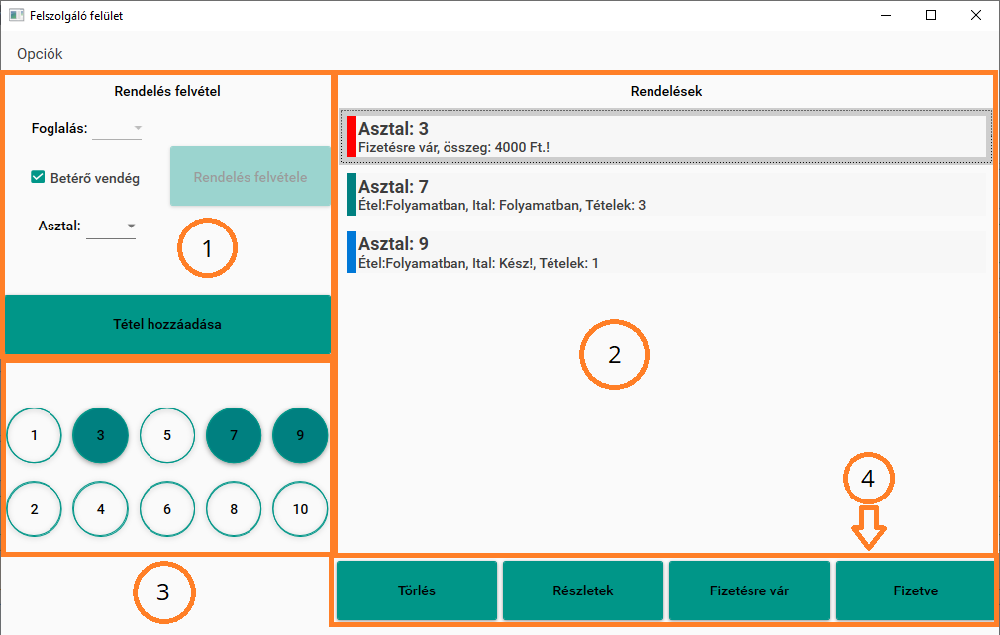 Felszolgáló felület
Opciók
Rendelés felvétel
Foglalás:
Betérő vendég
Rendelés felvétele
Asztal:
1
Tétel hozzáadása
Rendelések
Asztal: 3
Fizetésre vár, összeg: 4000 Ft.!
Asztal: 7
Étel:Folyamatban, Ital: Folyamatban, Tételek: 3
Asztal: 9
Étel:Folyamatban, Ital: Kész!, Tételek: 1
2
1 3 5 7 9
2 4 6 8 10
3
4
Törlés Részletek Fizetésre vár Fizetve